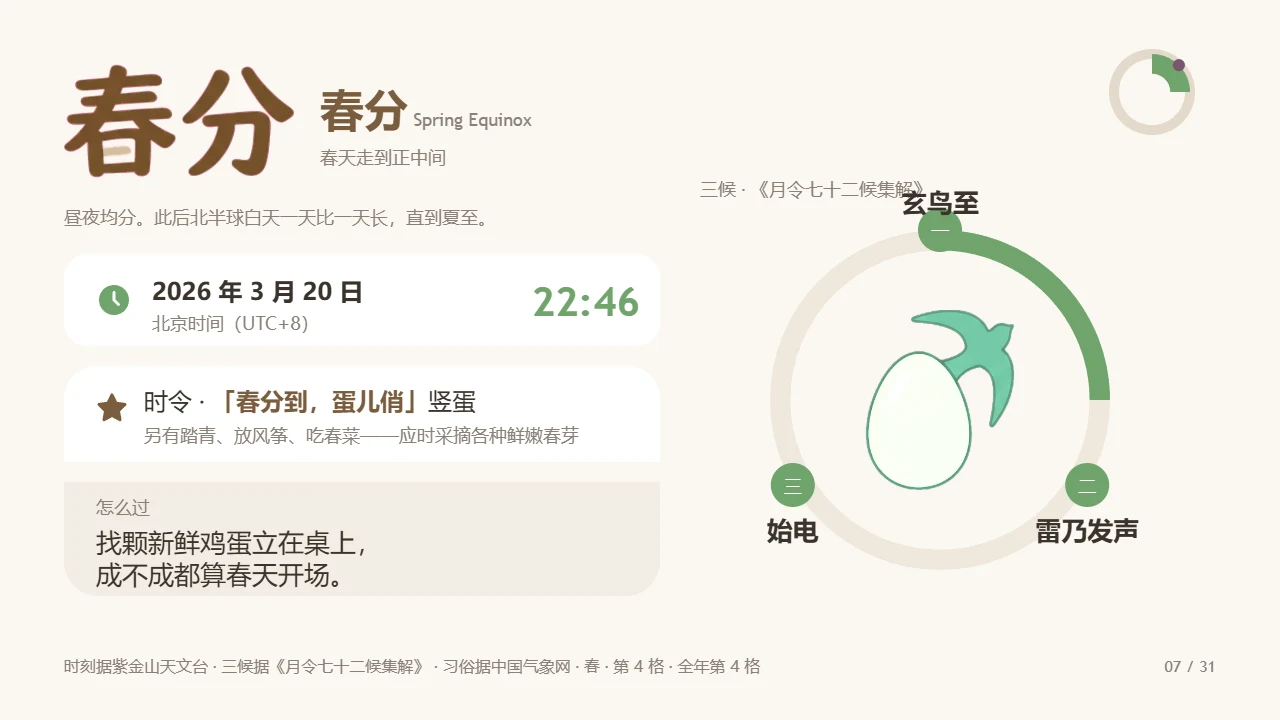 春分
春分 Spring Equinox
春天走到正中间
昼夜均分。此后北半球白天一天比一天长，直到夏至。
2026 年 3 月 20 日
北京时间（UTC+8）
22:46
时令 · 「春分到，蛋儿俏」竖蛋
另有踏青、放风筝、吃春菜——应时采摘各种鲜嫩春芽
怎么过
找颗新鲜鸡蛋立在桌上，
成不成都算春天开场。
三候 · 《月令七十二候集解》
玄鸟至
一
二
雷乃发声
三
始电
时刻据紫金山天文台 · 三候据《月令七十二候集解》 · 习俗据中国气象网 · 春 · 第 4 格 · 全年第 4 格
07 / 31